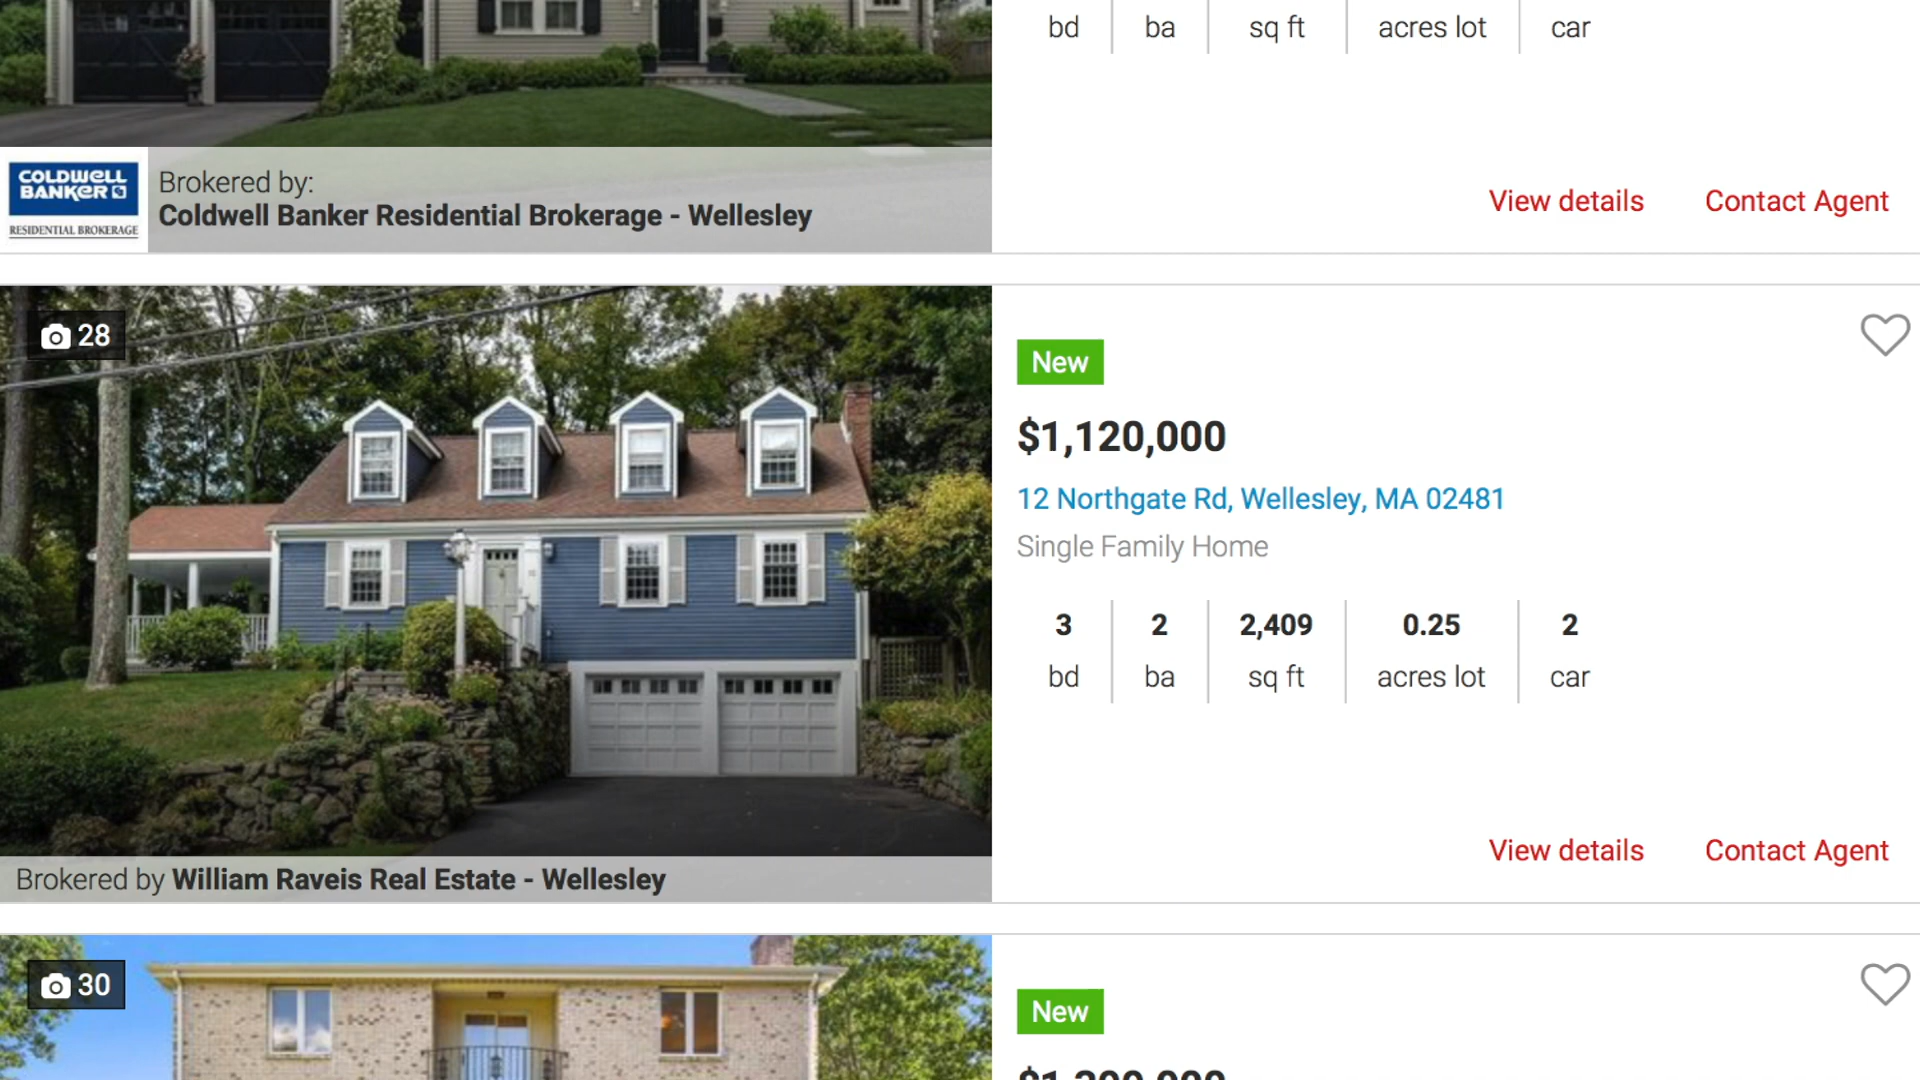 bd ba sq ft acres lot car
COLDWELL
BANKER
RESIDENTIAL BROKERAGE
Brokered by:
Coldwell Banker Residential Brokerage - Wellesley
View details Contact Agent
28
New
$1,120,000
12 Northgate Rd, Wellesley, MA 02481
Single Family Home
3 2 2,409 0.25 2
bd ba sq ft acres lot car
Brokered by William Raveis Real Estate - Wellesley
View details Contact Agent
30
New